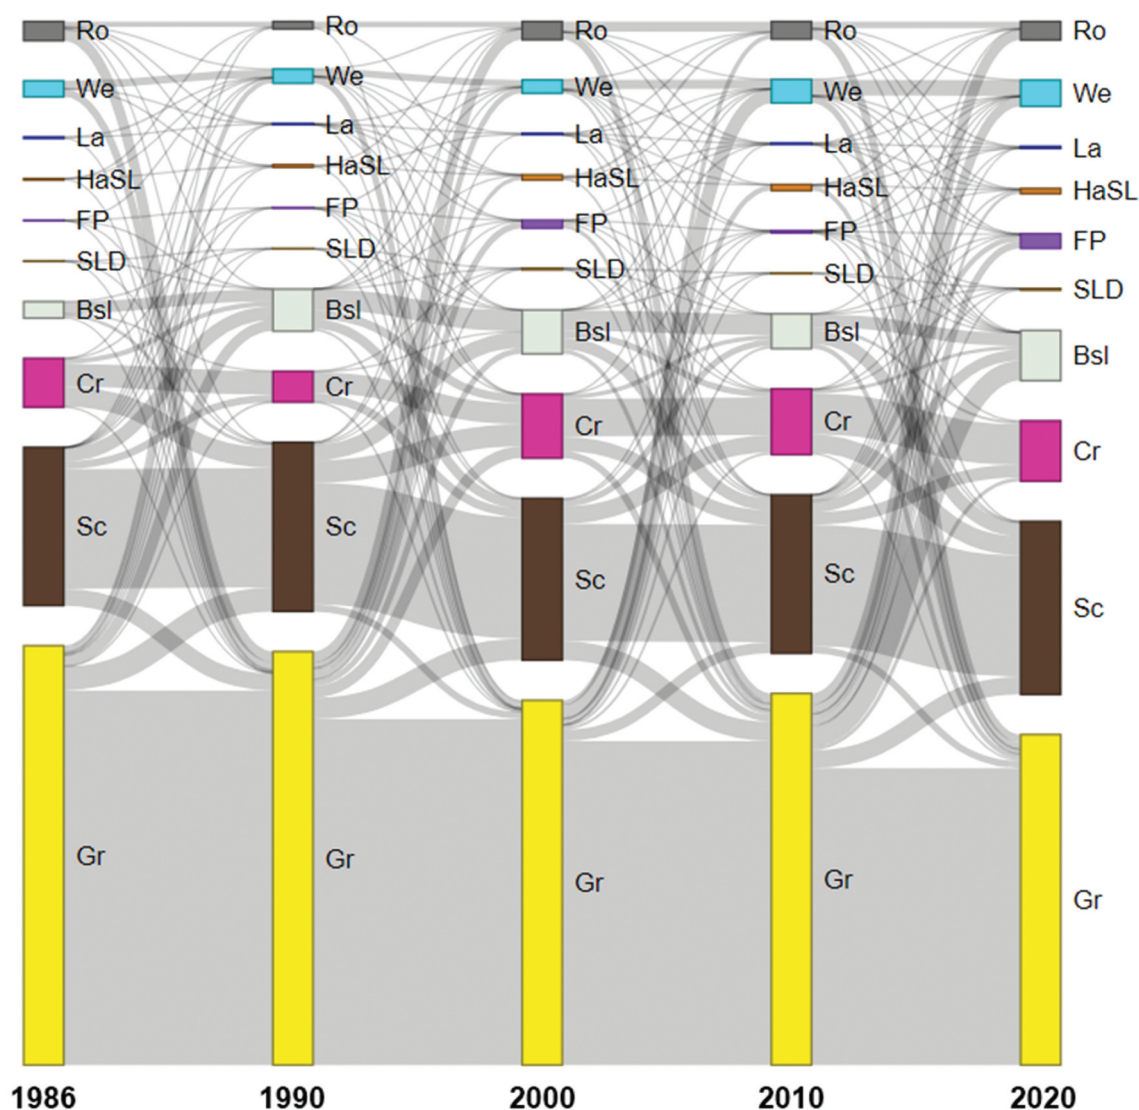 Ro Ro Ro Ro Ro
We We We We We
La La La La La
HaSL HaSL HaSL HaSL HaSL
FP FP FP FP FP
SLD SLD SLD SLD SLD
Bsl Bsl Bsl Bsl Bsl
Cr Cr Cr Cr Cr
Sc Sc Sc Sc Sc
Gr Gr Gr Gr Gr
1986 1990 2000 2010 2020